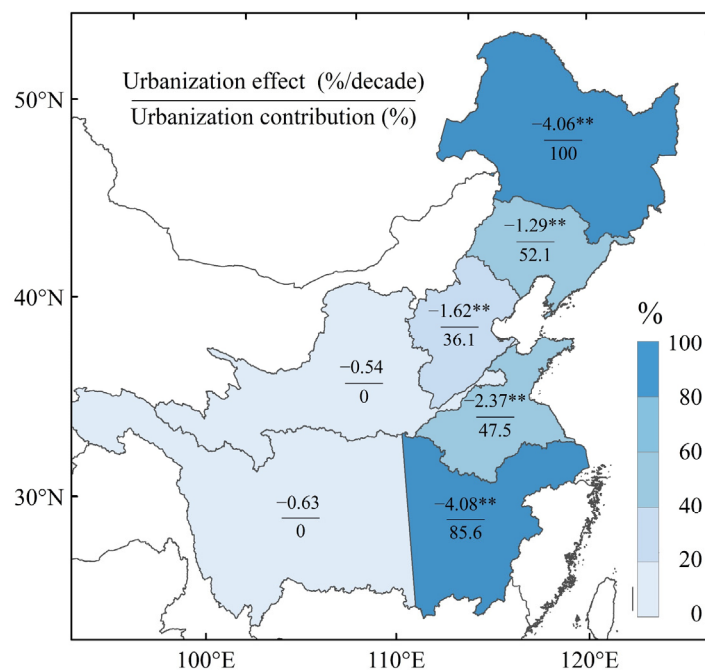 Urbanization effect (%/decade)
Urbanization contribution (%)
50°N
−4.06**
100
−1.29**
52.1
40°N
−1.62**
36.1
%
100
−0.54
0
80
−2.37**
47.5
60
30°N
−0.63
0
−4.08**
85.6
40
20
0
100°E
110°E
120°E